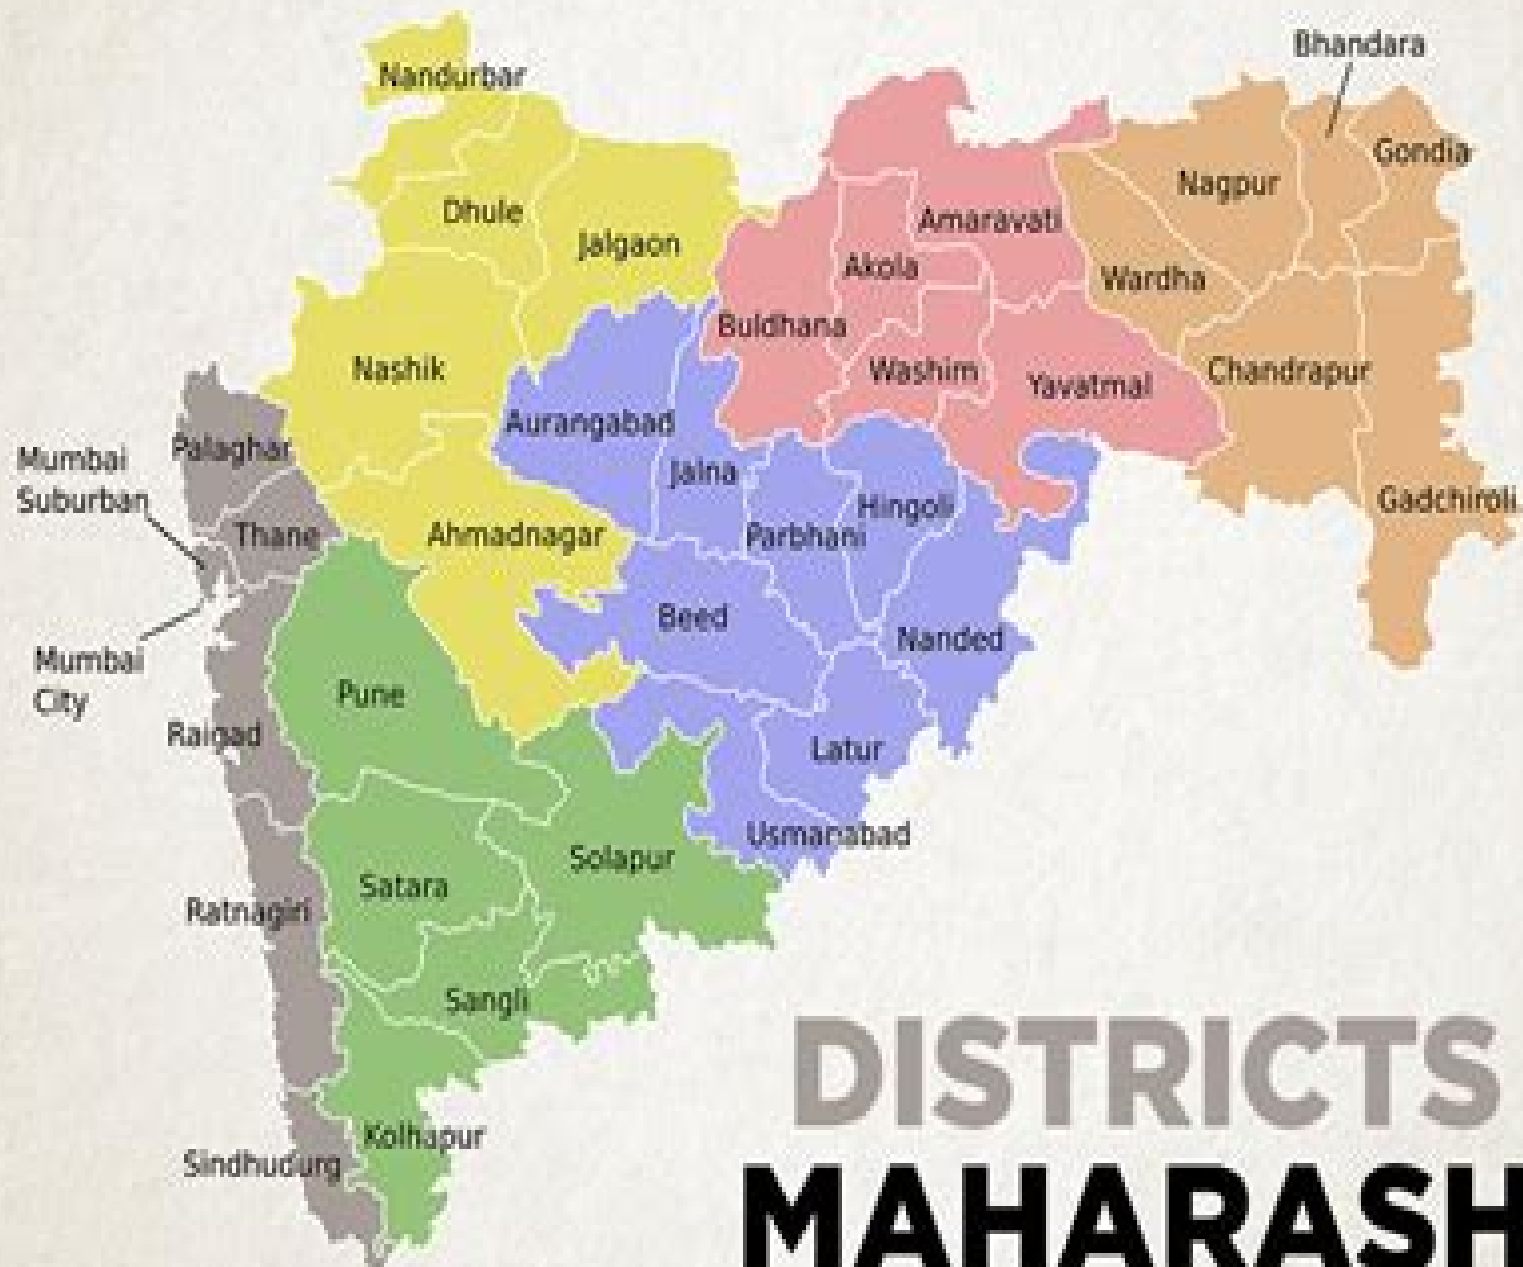 Bhandara
Nandurbar
Gondia
Nagpur
Dhule
Amaravati
Jalgaon
Akola
Wardha
Buldhana
Nashik
Washim
Chandrapur
Yavatmal
Aurangabad
Palaghar
Mumbai
Suburban
Jalna
Gadchiroli
Hingoli
Thane
Ahmadnagar
Parbhani
Beed
Nanded
Mumbai
City
Pune
Raigad
Latur
Usmanabad
Solapur
Satara
Ratnagiri
Sangli
Kolhapur
Sindhudurg
DISTRICTS
MAHARASH